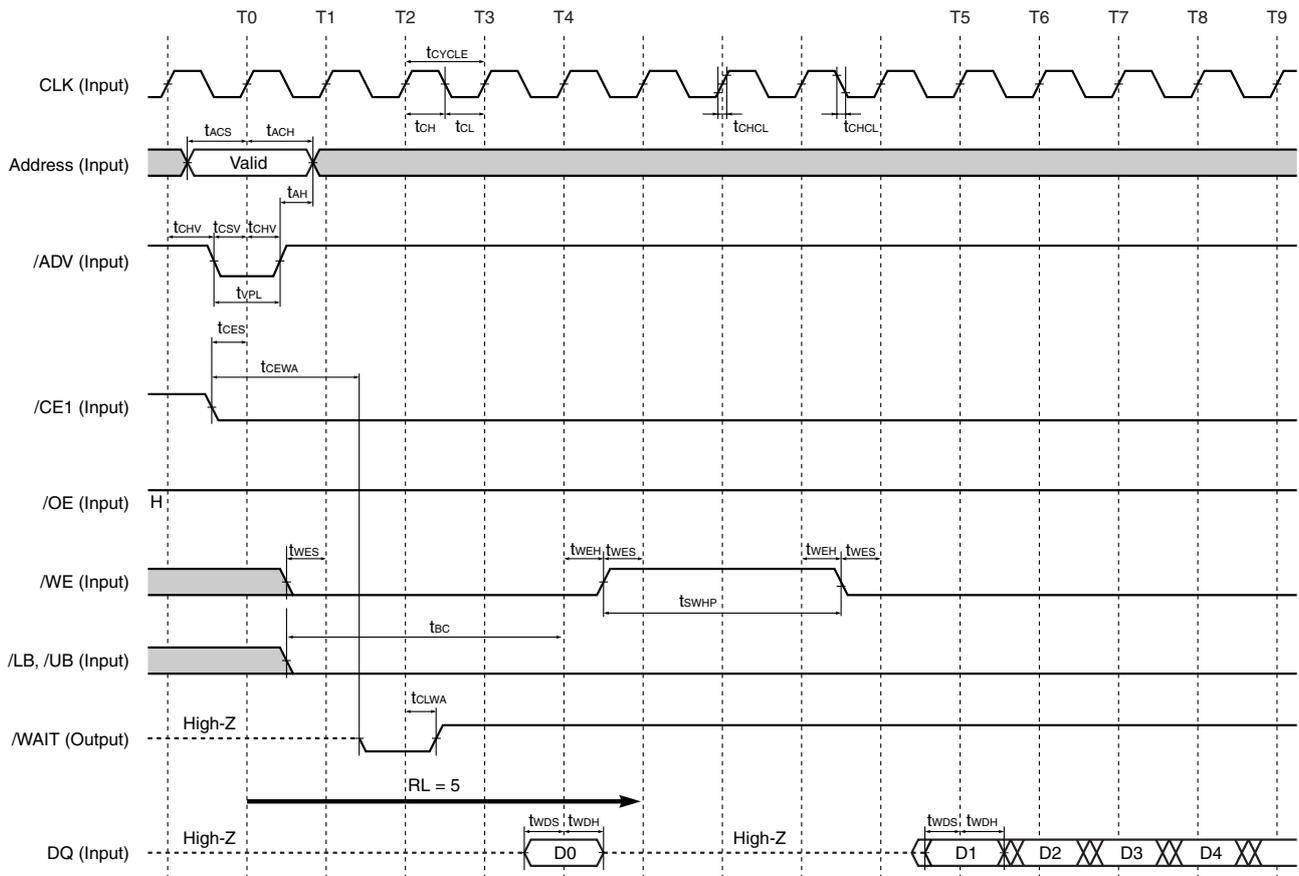 T0 T1 T2 T3 T4 T5 T6 T7 T8 T9
tCYCLE
CLK (Input)
tCH tCL tCHCL tCHCL
tACS tACH
Address (Input) Valid
tAH
tCHV tCSV tCHV
/ADV (Input)
tVPL
tCES
tCEWA
/CE1 (Input)
/OE (Input) H
tWES tWEH tWES tWEH tWES
/WE (Input)
tSWHP
tBC
/LB, /UB (Input)
tCLWA
High-Z
/WAIT (Output)
RL = 5
tWDS tWDH tWDS tWDH
High-Z High-Z
DQ (Input) D0 D1 D2 D3 D4